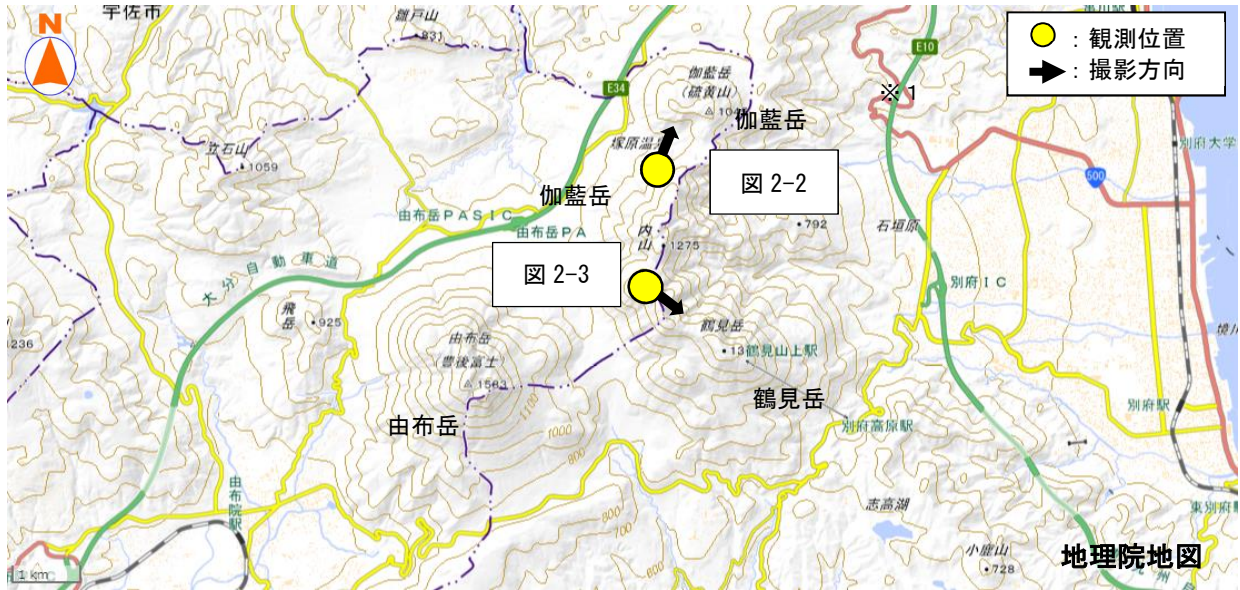 宇佐市
N
雛戸山
831
E10
E34
：観測位置
：撮影方向
伽藍岳
(硫黄山)
※1
伽藍岳
塚原温
立石山
1059
別府大学
500
図 2-2
伽藍岳
由布岳PASIC
由布岳PA
792
石垣原
内山
1275
大分自動車道
図 2-3
別府IC
飛岳
925
236
由布岳
豊後富士
1583
鶴見岳
鶴見山上駅
鶴見岳
1100
1000
800
由布岳
別府高原駅
別府駅
由布院駅
志高湖
800
700
600
東別府
小鹿山
728
地理院地図
1 km